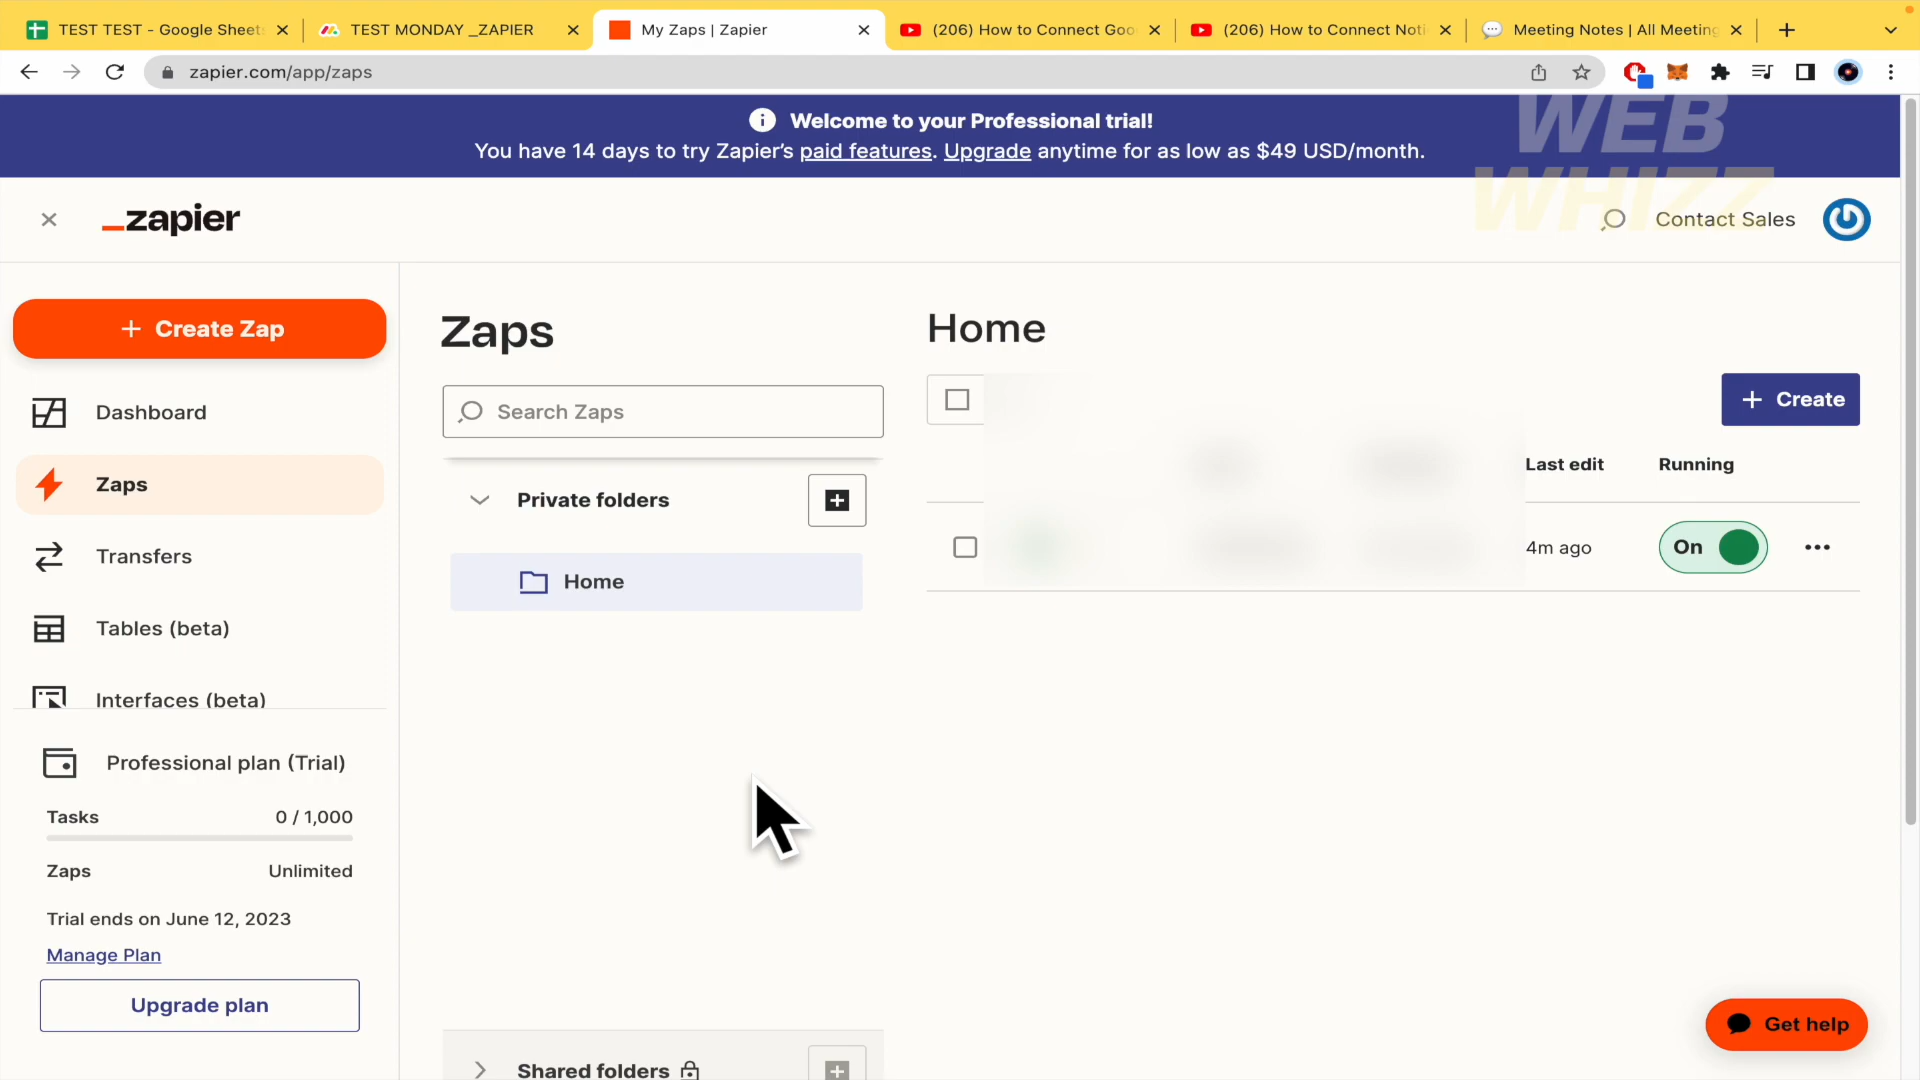 TEST TEST - Google Sheet
TEST MONDAY _ZAPIER
My Zaps | Zapier
(206) How to Connect Goo
(206) How to Connect Noti
Meeting Notes | All Meeting
zapier.com/app/zaps
Welcome to your Professional trial!
You have 14 days to try Zapier's paid features. Upgrade anytime for as low as $49 USD/month.
WEB
WHIZZ
_zapier
Contact Sales
+ Create Zap
Dashboard
Zaps
Transfers
Tables (beta)
Interfaces (beta)
Professional plan (Trial)
Tasks 0 / 1,000
Zaps Unlimited
Trial ends on June 12, 2023
Manage Plan
Upgrade plan
Zaps
Search Zaps
Private folders
Home
Shared folders
Home
+ Create
Last edit Running
4m ago On
Get help